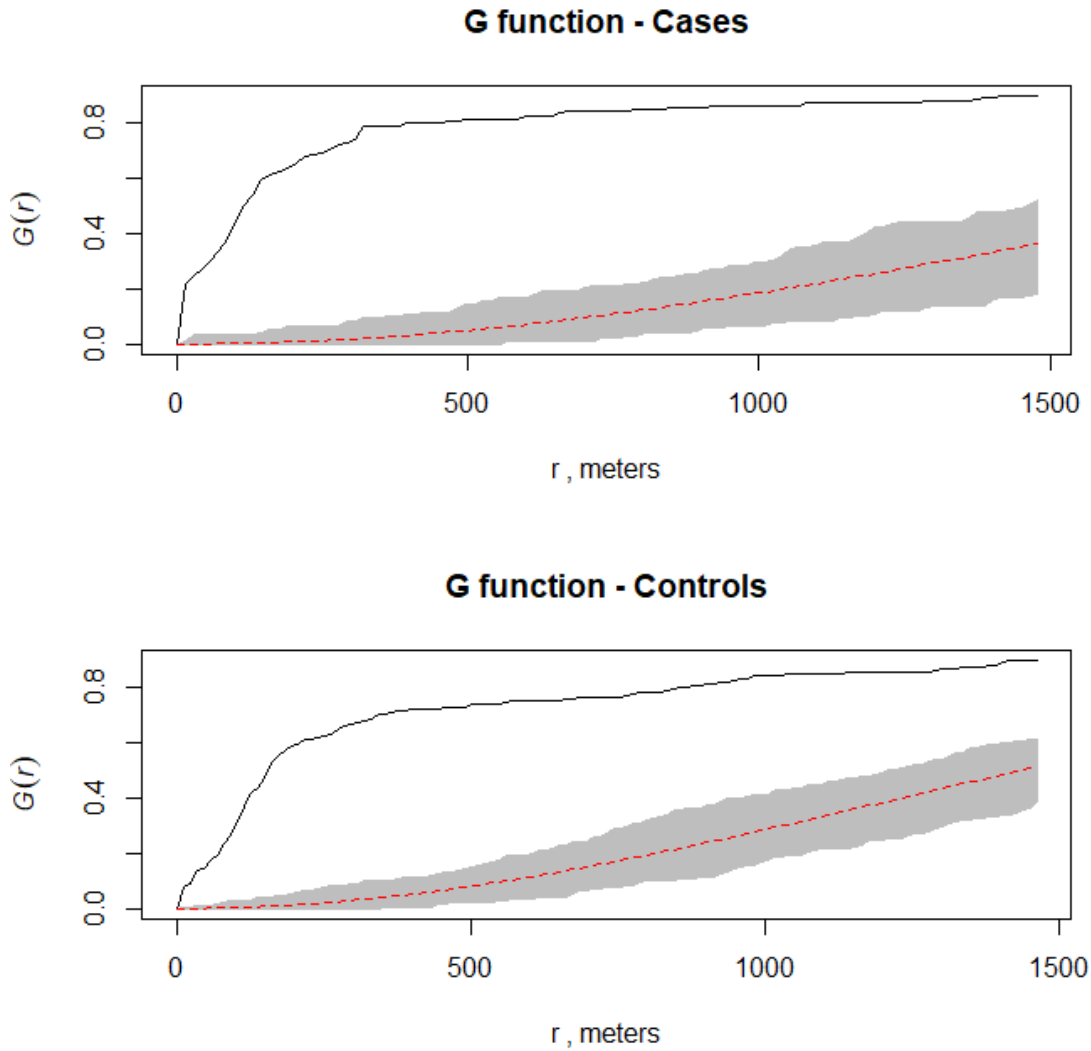 G function - Cases
G(r)
0.0 0.4 0.8
0 500 1000 1500
r , meters
G function - Controls
G(r)
0.0 0.4 0.8
0 500 1000 1500
r , meters